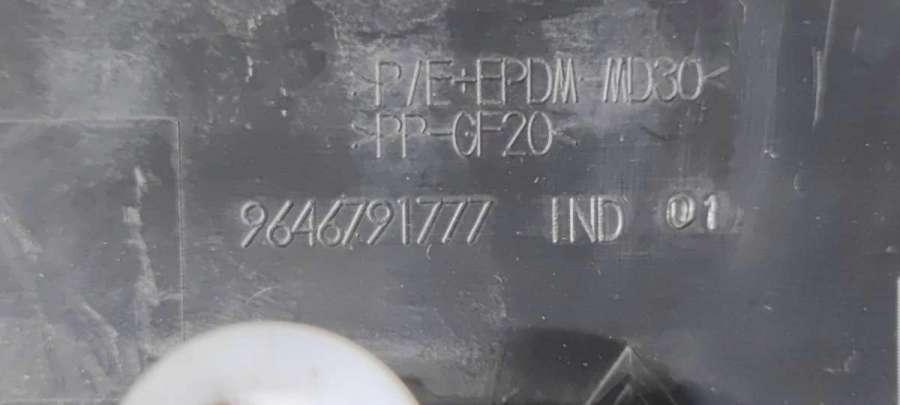 >P/E+EPDM-MD30<
>PP-GF20<
9646791777 IND 01